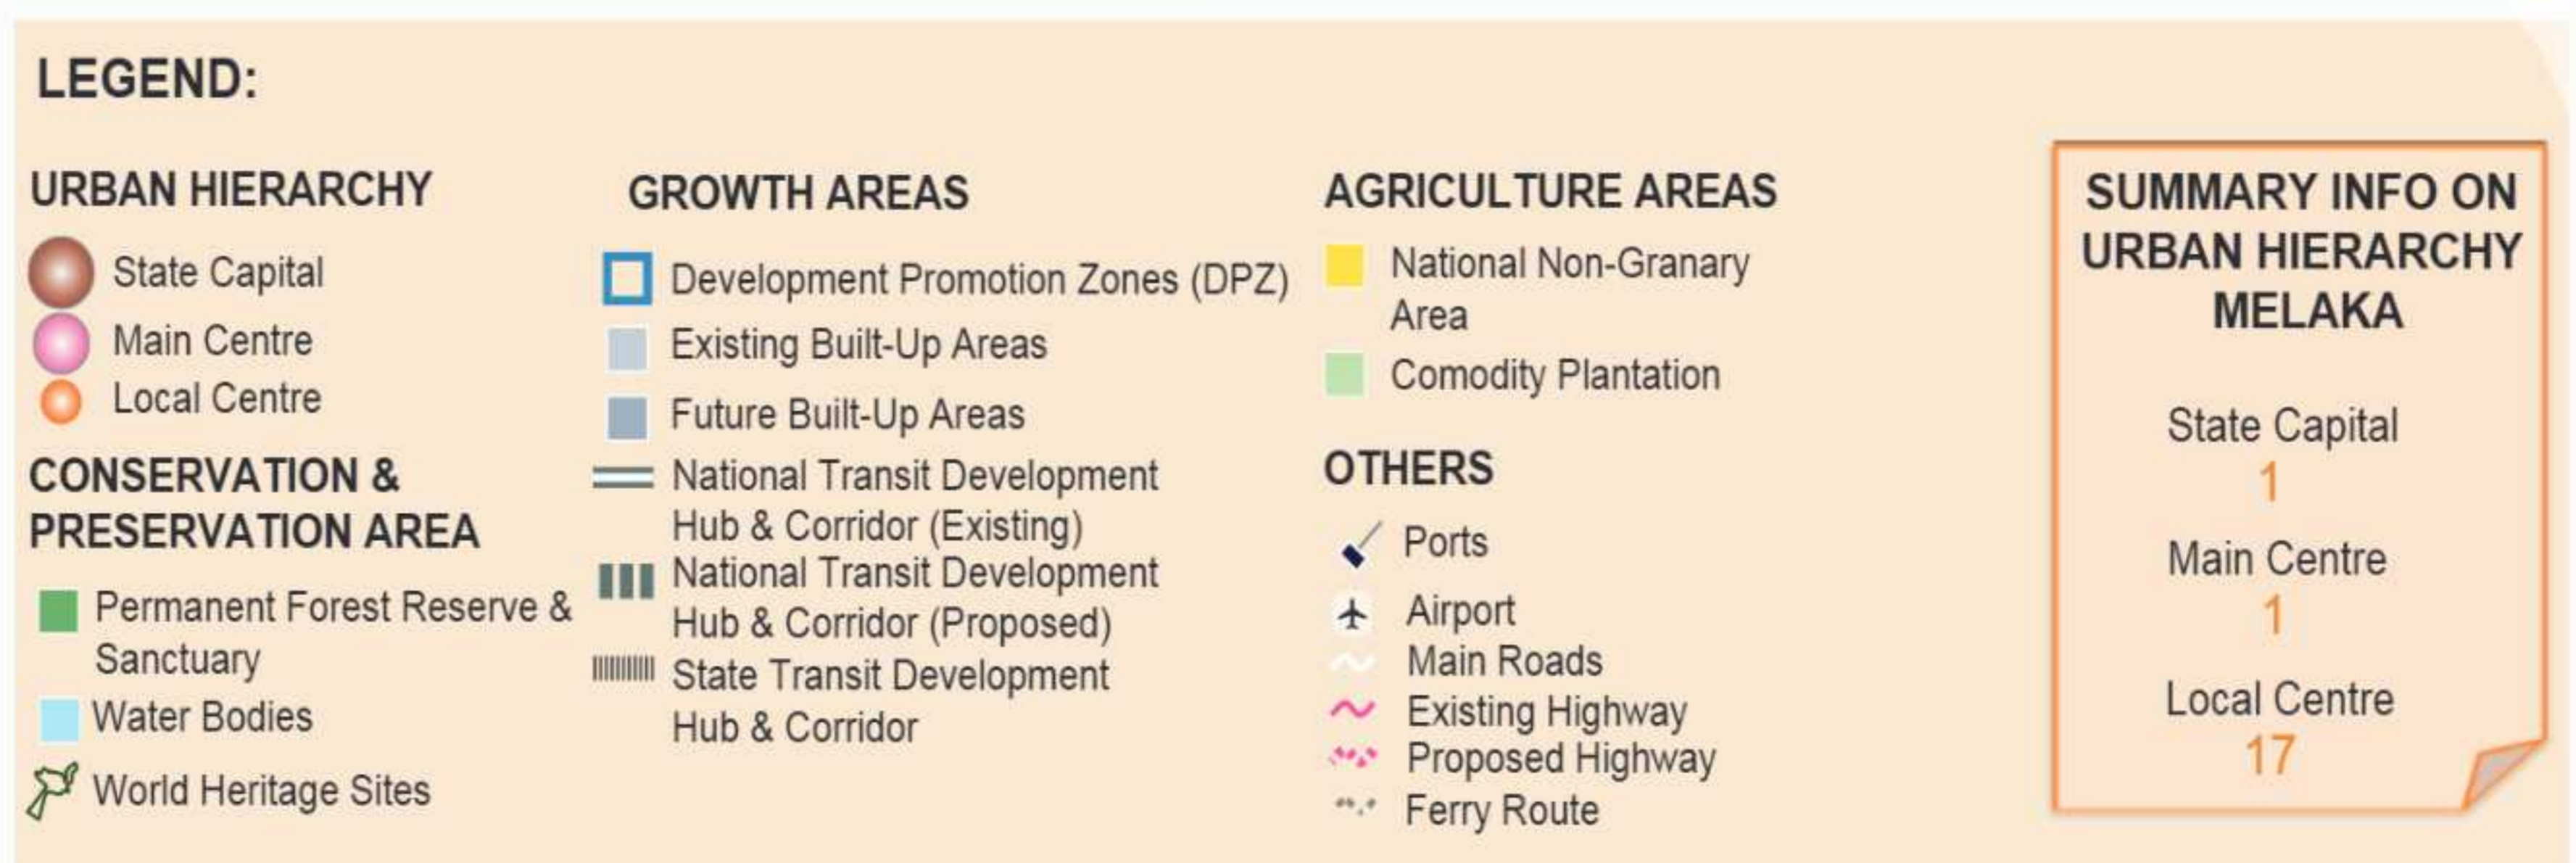 LEGEND:
URBAN HIERARCHY
State Capital
Main Centre
Local Centre
CONSERVATION &
PRESERVATION AREA
Permanent Forest Reserve &
Sanctuary
Water Bodies
World Heritage Sites
GROWTH AREAS
Development Promotion Zones (DPZ)
Existing Built-Up Areas
Future Built-Up Areas
National Transit Development
Hub & Corridor (Existing)
National Transit Development
Hub & Corridor (Proposed)
State Transit Development
Hub & Corridor
AGRICULTURE AREAS
National Non-Granary
Area
Comodity Plantation
OTHERS
Ports
Airport
Main Roads
Existing Highway
Proposed Highway
Ferry Route
SUMMARY INFO ON
URBAN HIERARCHY
MELAKA
State Capital
1
Main Centre
1
Local Centre
17